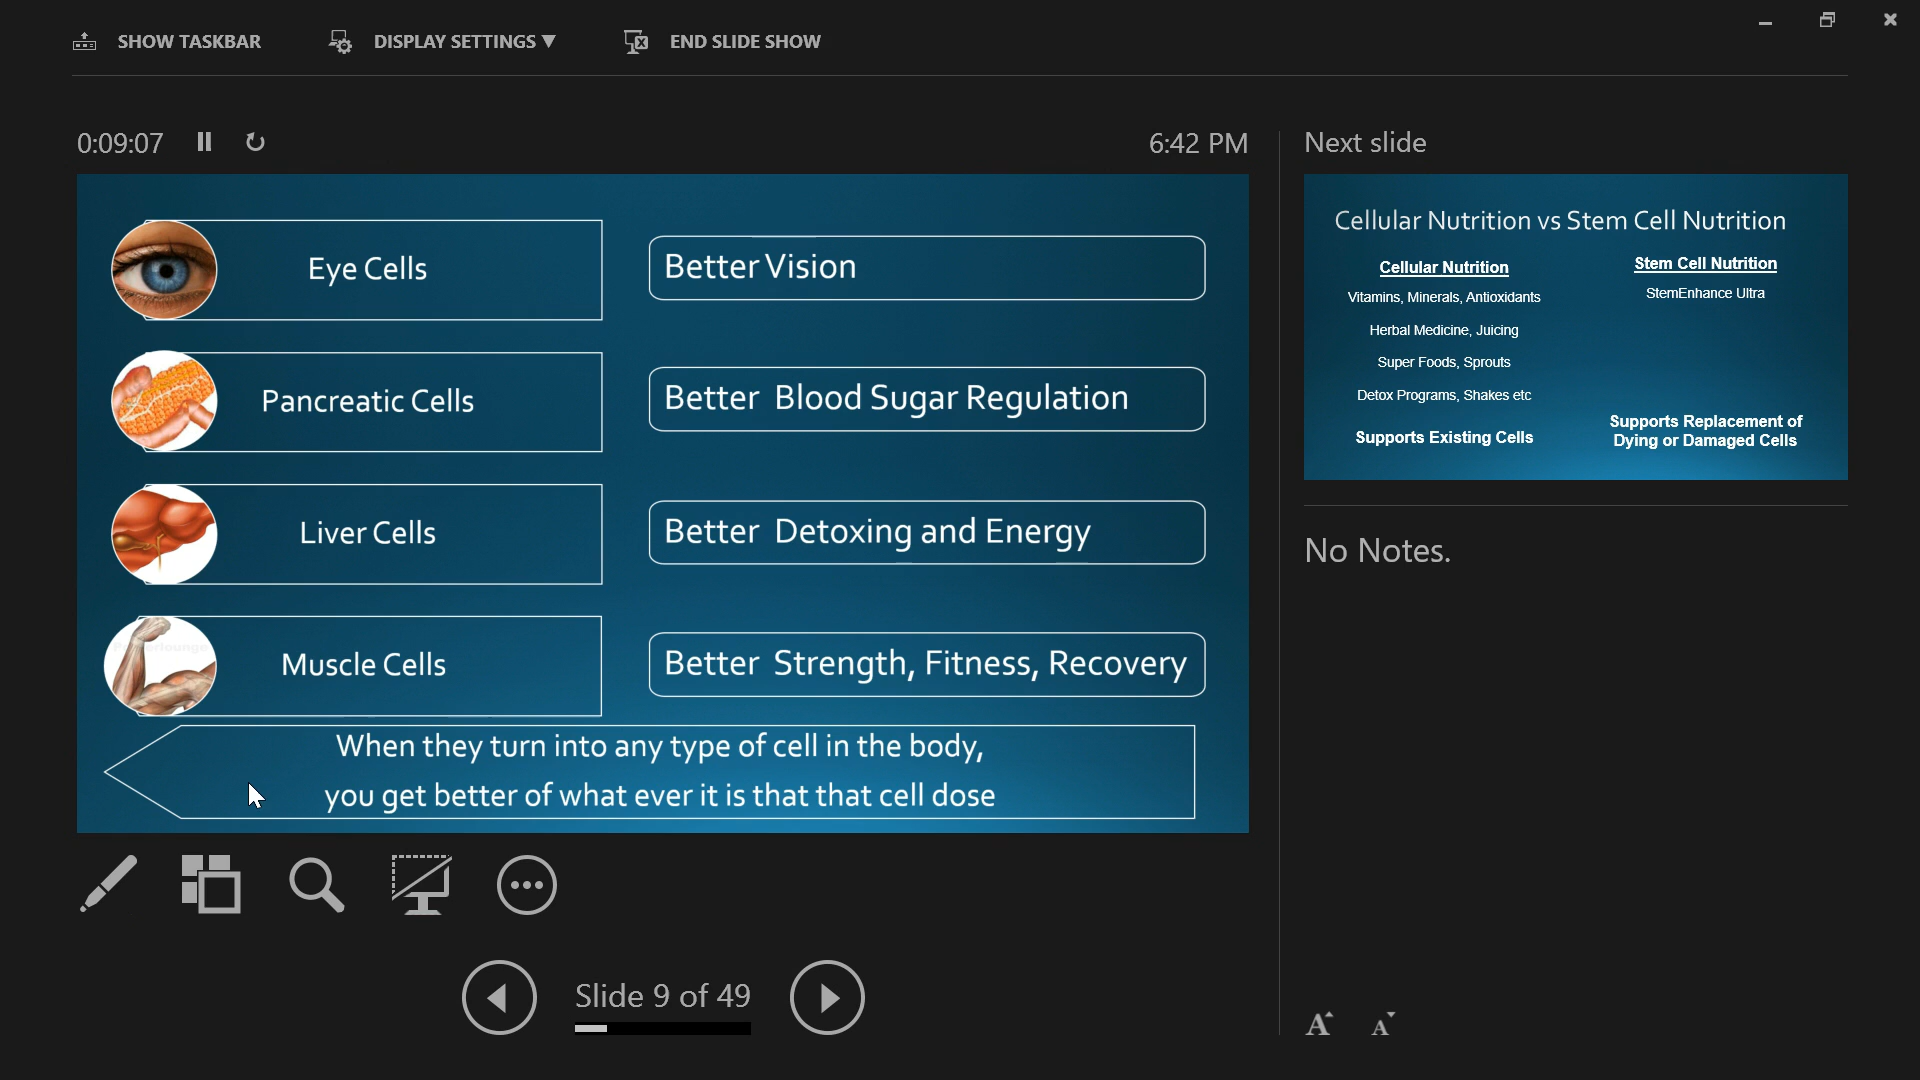 SHOW TASKBAR
DISPLAY SETTINGS ▼
END SLIDE SHOW
0:09:07
6:42 PM
Eye Cells
Better Vision
Pancreatic Cells
Better Blood Sugar Regulation
Liver Cells
Better Detoxing and Energy
Muscle Cells
Better Strength, Fitness, Recovery
When they turn into any type of cell in the body,
you get better of what ever it is that that cell dose
Slide 9 of 49
Next slide
Cellular Nutrition vs Stem Cell Nutrition
Cellular Nutrition
Vitamins, Minerals, Antioxidants
Herbal Medicine, Juicing
Super Foods, Sprouts
Detox Programs, Shakes etc
Supports Existing Cells
Stem Cell Nutrition
StemEnhance Ultra
Supports Replacement of
Dying or Damaged Cells
No Notes.
A A